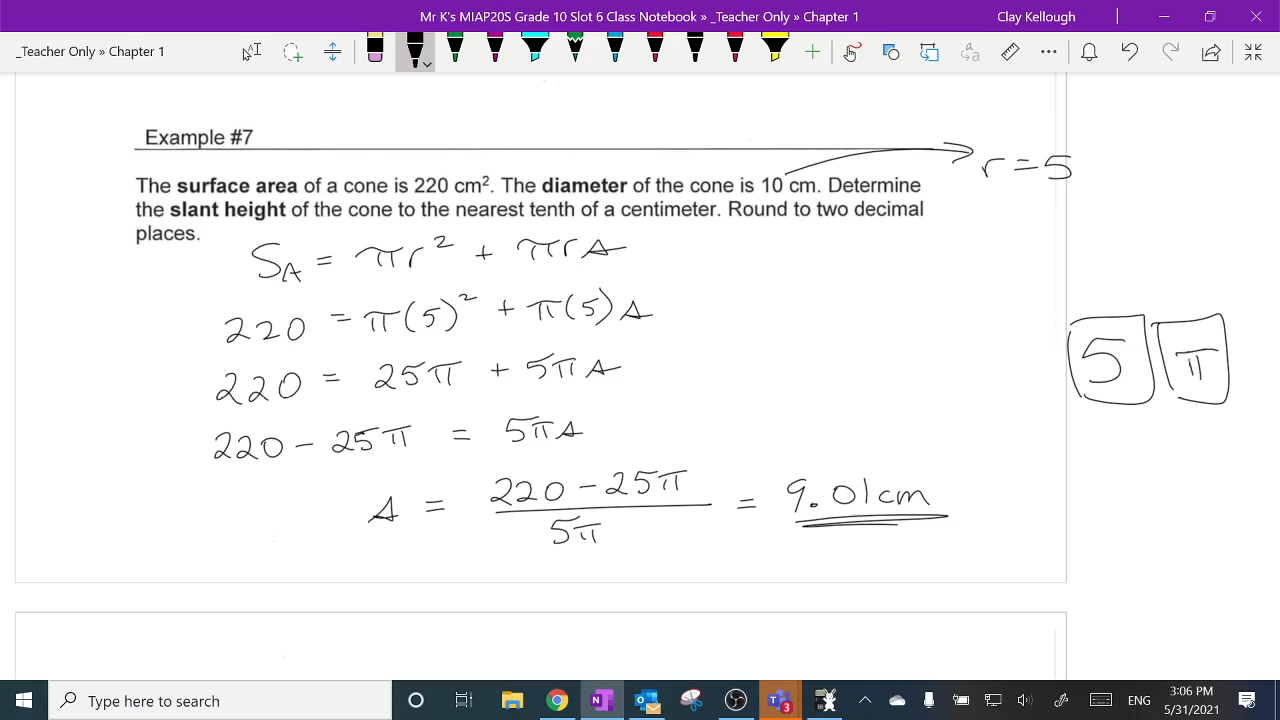 Mr K's MIAP20S Grade 10 Slot 6 Class Notebook » _Teacher Only » Chapter 1
Clay Kellough
_Teacher Only » Chapter 1
Example #7
r = 5
The surface area of a cone is 220 cm². The diameter of the cone is 10 cm. Determine
the slant height of the cone to the nearest tenth of a centimeter. Round to two decimal
places.
S_A = πr² + πrs
220 = π(5)² + π(5)s
220 = 25π + 5πs
5 π
220 - 25π = 5πs
s = (220 - 25π)/(5π) = 9.01cm
Type here to search
3
ENG
3:06 PM
5/31/2021